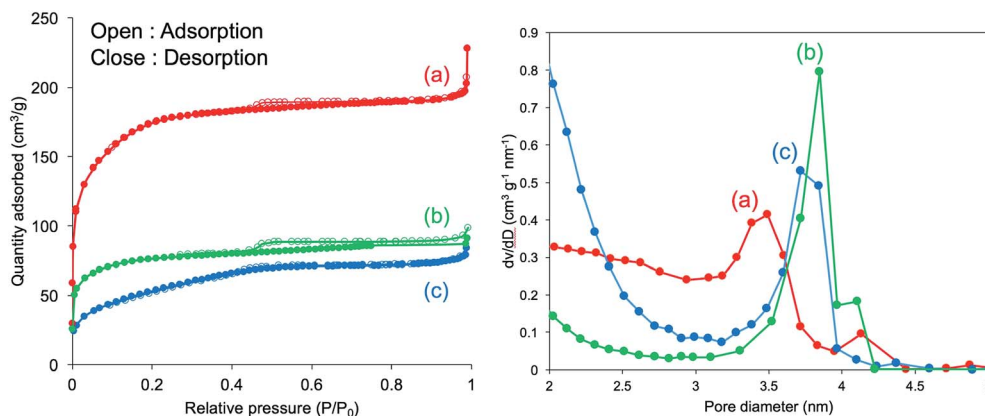 Open : Adsorption
Close : Desorption
(a)
(b)
(c)
250
200
150
100
50
0
0
0.2
0.4
0.6
0.8
1
Quantity adsorbed (cm³/g)
Relative pressure (P/P₀)
(b)
(c)
(a)
0.9
0.8
0.7
0.6
0.5
0.4
0.3
0.2
0.1
0
2
2.5
3
3.5
4
4.5
dv/dD (cm³ g⁻¹ nm⁻¹)
Pore diameter (nm)